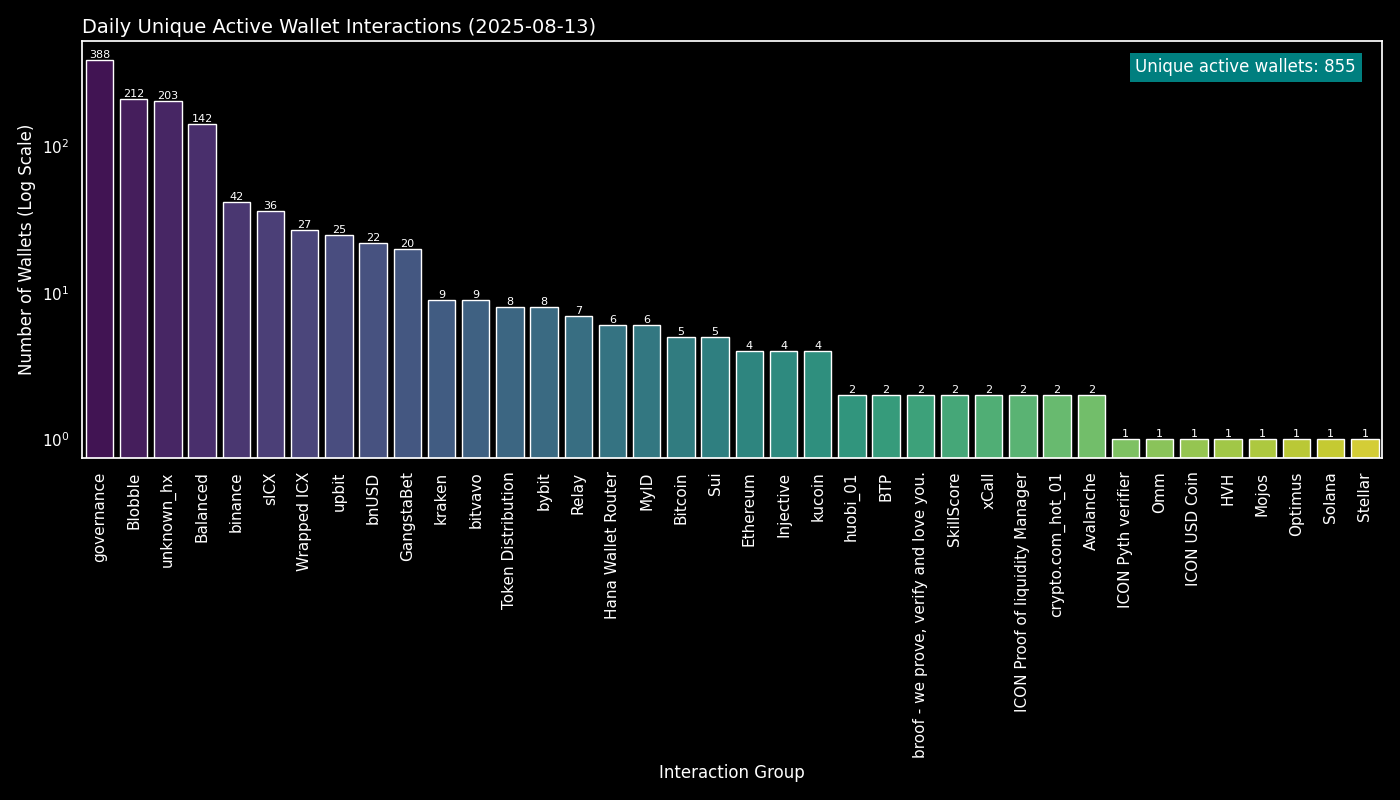 Daily Unique Active Wallet Interactions (2025-08-13)
Unique active wallets: 855
Number of Wallets (Log Scale)
10²
10¹
10⁰
388
212
203
142
42
36
27
25
22
20
9
9
8
8
7
6
6
5
5
4
4
4
2
2
2
2
2
2
2
2
1
1
1
1
1
1
1
1
governance
Blobble
unknown_hx
Balanced
binance
sICX
Wrapped ICX
upbit
bnUSD
GangstaBet
kraken
bitvavo
Token Distribution
bybit
Relay
Hana Wallet Router
MyID
Bitcoin
Sui
Ethereum
Injective
kucoin
huobi_01
BTP
broof - we prove, verify and love you.
SkillScore
xCall
ICON Proof of liquidity Manager
crypto.com_hot_01
Avalanche
ICON Pyth verifier
Omm
ICON USD Coin
HVH
Mojos
Optimus
Solana
Stellar
Interaction Group